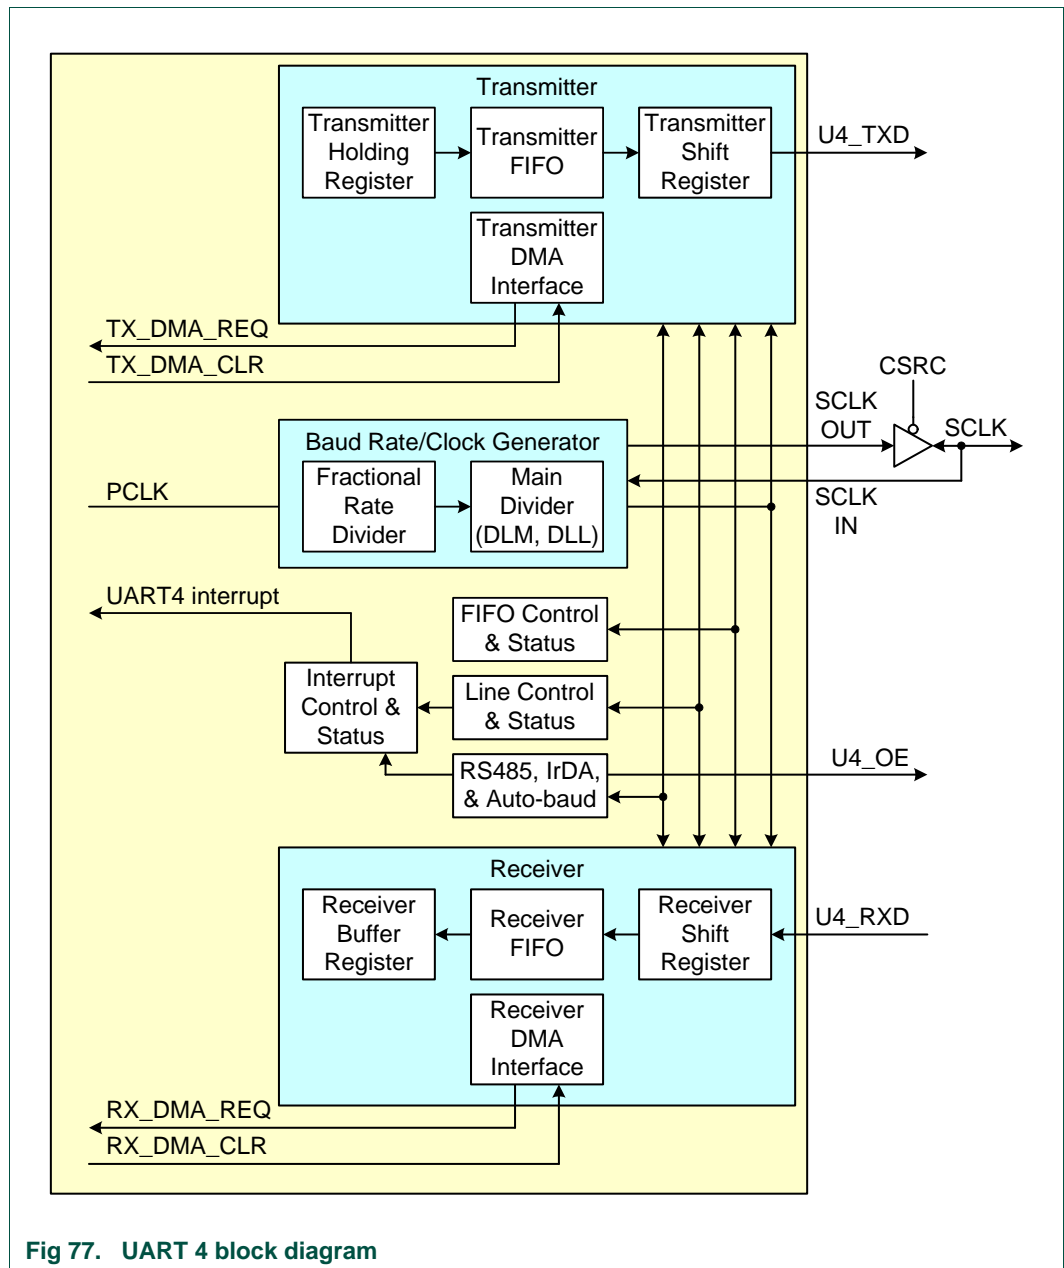 Transmitter
Transmitter
Holding
Register
Transmitter
FIFO
Transmitter
Shift
Register
U4_TXD
Transmitter
DMA
Interface
TX_DMA_REQ
TX_DMA_CLR
CSRC
SCLK
OUT
SCLK
Baud Rate/Clock Generator
PCLK
Fractional
Rate
Divider
Main
Divider
(DLM, DLL)
SCLK
IN
UART4 interrupt
FIFO Control
& Status
Interrupt
Control &
Status
Line Control
& Status
RS485, IrDA,
& Auto-baud
U4_OE
Receiver
Receiver
Buffer
Register
Receiver
FIFO
Receiver
Shift
Register
U4_RXD
Receiver
DMA
Interface
RX_DMA_REQ
RX_DMA_CLR
Fig 77. UART 4 block diagram